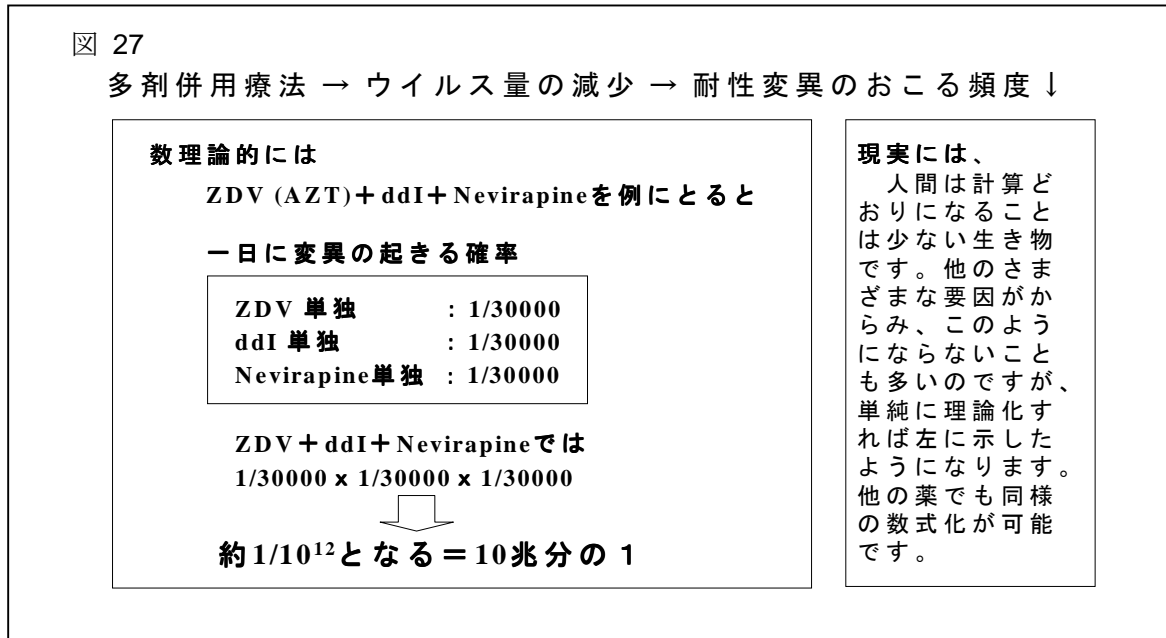 図 27
多剤併用療法 → ウイルス量の減少 → 耐性変異のおこる頻度↓
数理論的には
ZDV (AZT)＋ddI＋Nevirapineを例にとると
一日に変異の起きる確率
ZDV 単独 : 1/30000
ddI 単独 : 1/30000
Nevirapine単独 : 1/30000
ZDV＋ddI＋Nevirapineでは
1/30000 x 1/30000 x 1/30000
約1/10¹²となる＝10兆分の１
現実には、
人間は計算ど
おりになること
は少ない生き物
です。他のさま
ざまな要因がか
らみ、このよう
にならないこと
も多いのですが、
単純に理論化す
れば左に示した
ようになります。
他の薬でも同様
の数式化が可能
です。